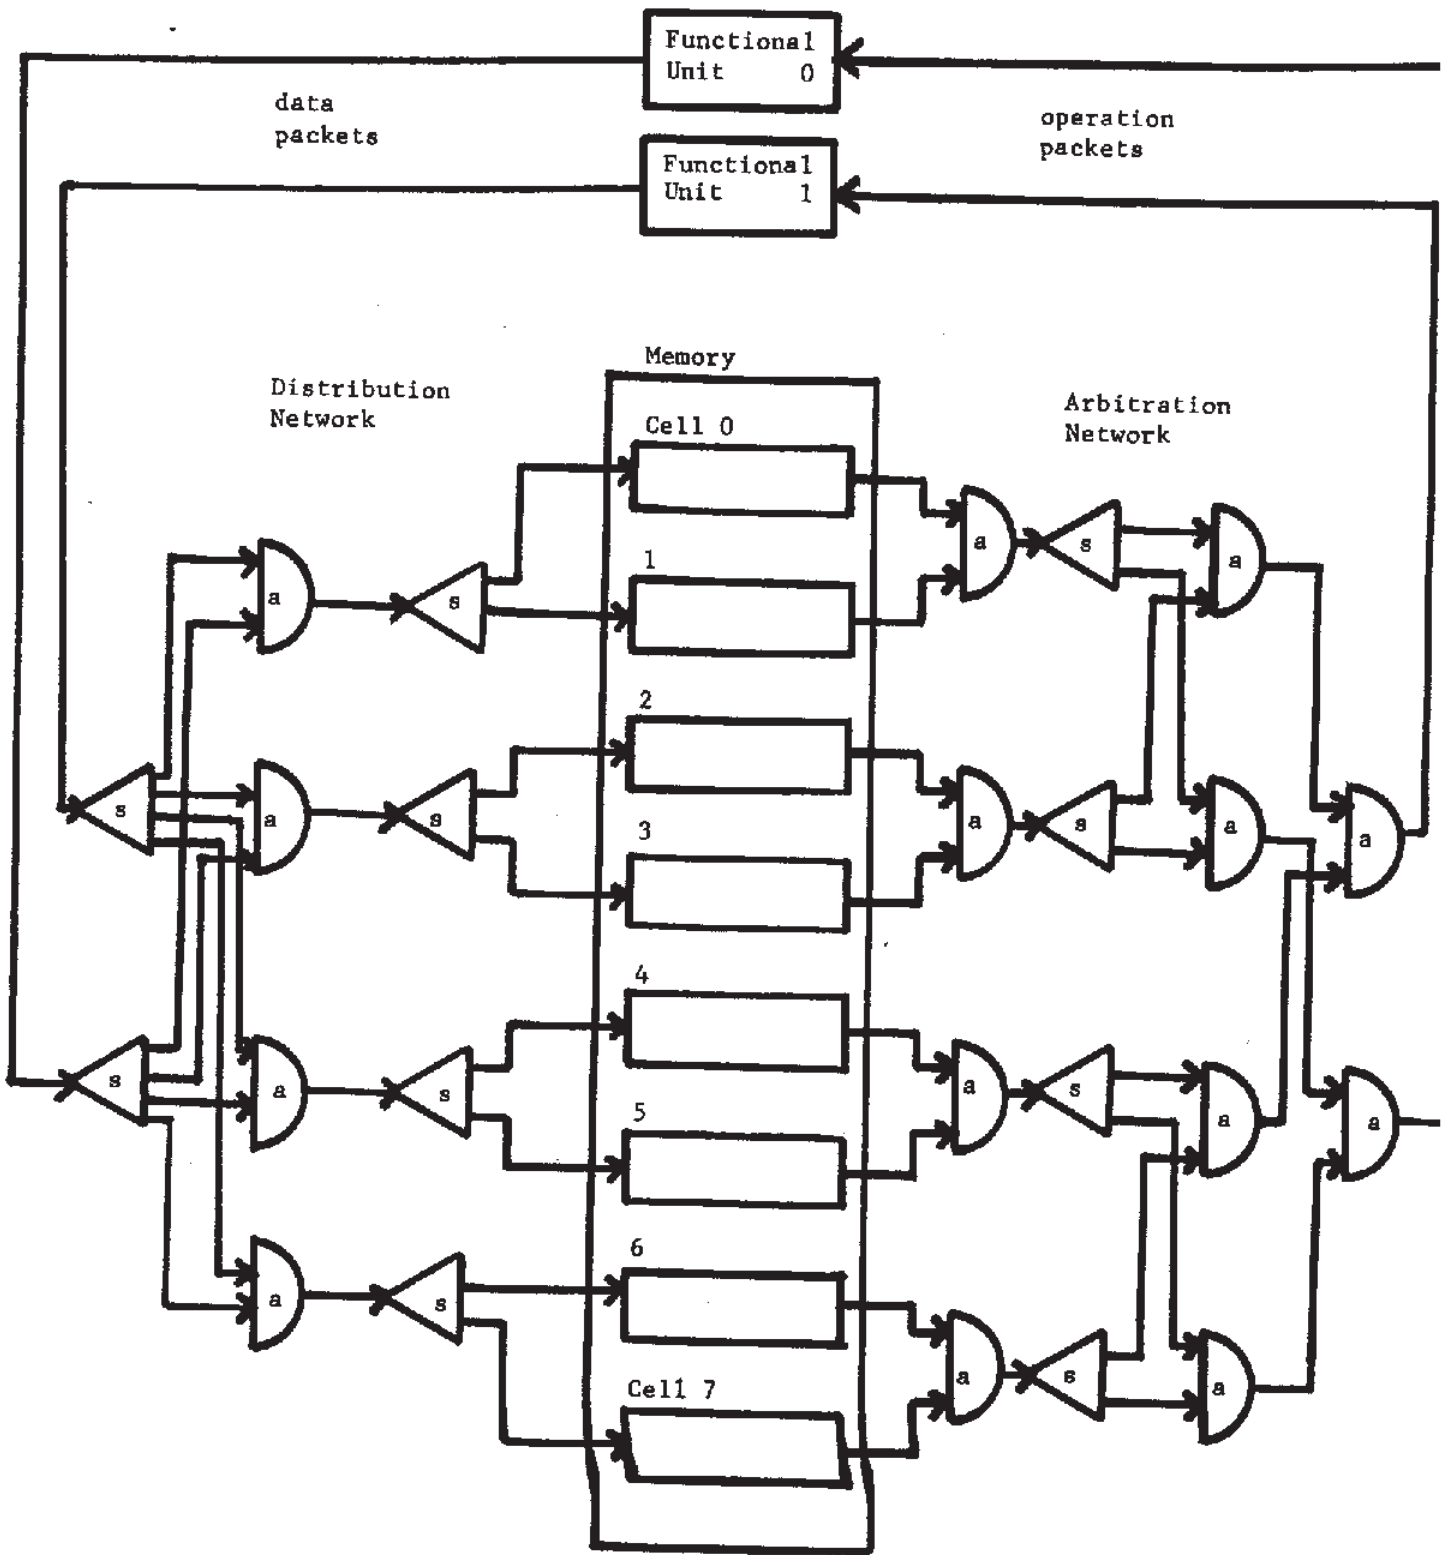 Functional
Unit 0
data
packets
operation
packets
Functional
Unit 1
Memory
Distribution
Network
Arbitration
Network
Cell 0
1
2
3
4
5
6
Cell 7
a
s
a
s
a
s
a
s
a
s
a
s
a
s
a
a
s
a
s
a
s
a
s
a
a
s
a
s
a